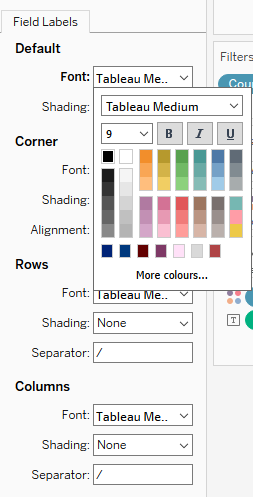 Field Labels
Default
Font: Tableau Me..
Filters
Shading:
Tableau Medium
9 B I U
Corner
Font:
Shading:
Alignment:
More colours...
Rows
Font: Tableau Me..
Shading: None
T
Separator: /
Columns
Font: Tableau Me..
Shading: None
Separator: /